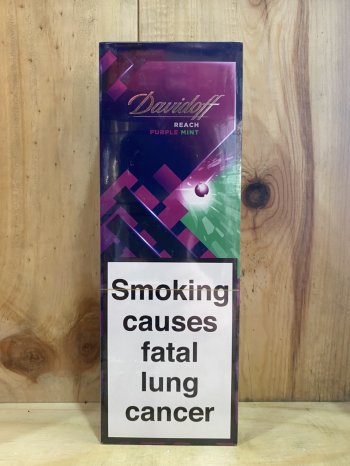 Davidoff
REACH
PURPLE MINT
Smoking
causes
fatal
lung
cancer